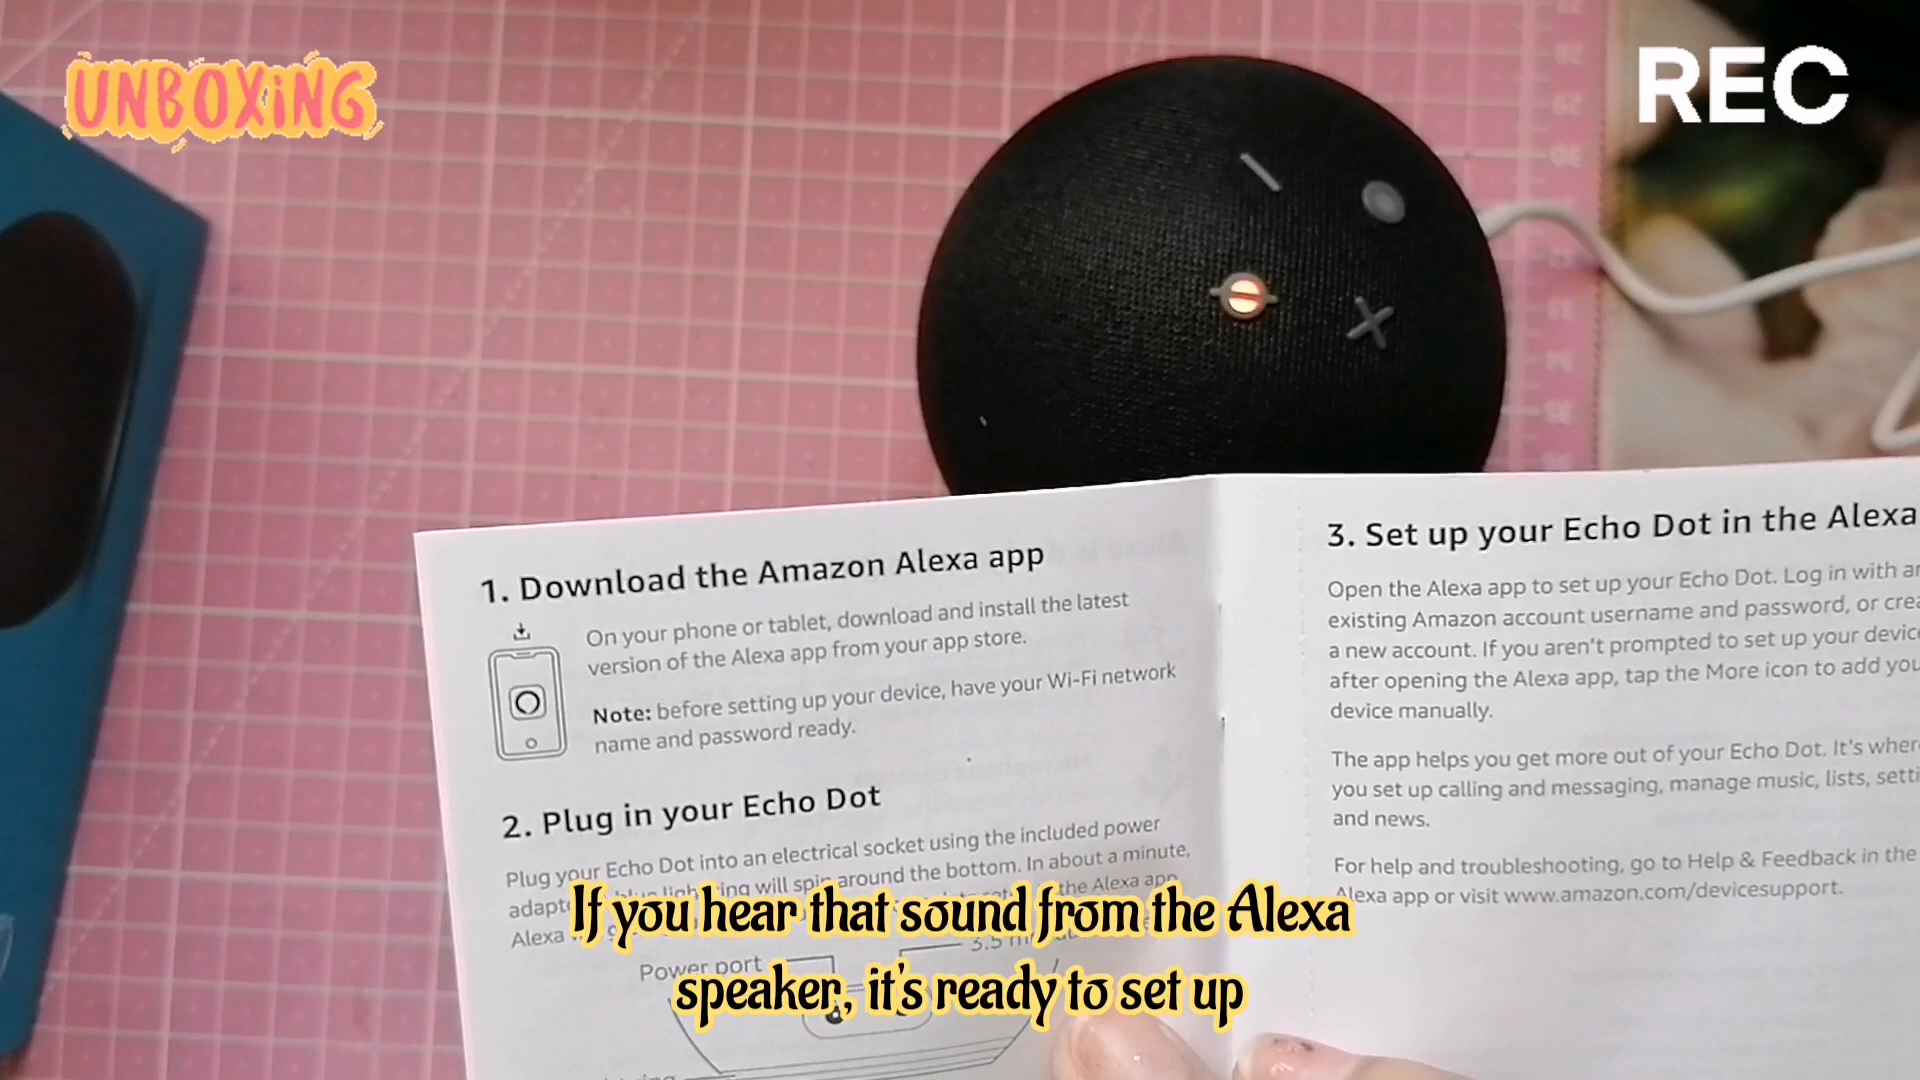 UNBOXiNG
REC
1. Download the Amazon Alexa app
On your phone or tablet, download and install the latest
version of the Alexa app from your app store.
Note: before setting up your device, have your Wi-Fi network
name and password ready.
2. Plug in your Echo Dot
Plug your Echo Dot into an electrical socket using the included power
will spin around the bottom. In about a minute,
Alexa the Alexa app
Power port
3. Set up your Echo Dot in the Alexa
Open the Alexa app to set up your Echo Dot. Log in with
existing Amazon account username and password, or
a new account. If you aren't prompted to set up your
after opening the Alexa app, tap the More icon to add
device manually.
The app helps you get more out of your Echo Dot. It's
you set up calling and messaging, manage music, lists,
and news.
For help and troubleshooting, go to Help & Feedback in the
Alexa app or visit www.amazon.com/devicesupport.
If you hear that sound from the Alexa
speaker, it's ready to set up